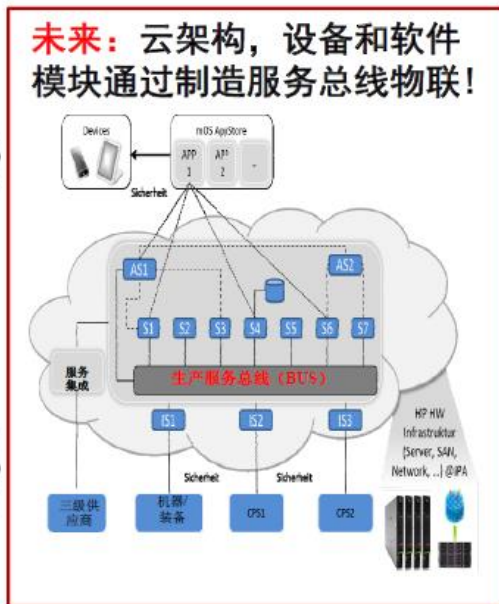 未来：云架构，设备和软件
模块通过制造服务总线物联！
Devices
mOS AppStore
APP
1
APP
2
...
Sicherheit
AS1
AS2
S1
S2
S3
S4
S5
S6
S7
服务
集成
生产服务总线（BUS）
IS1
IS2
IS3
HP HW
Infrastruktur
(Server, SAN,
Network, ...) @IPA
Sicherheit
Sicherheit
三级供
应商
机器/
装备
CPS1
CPS2